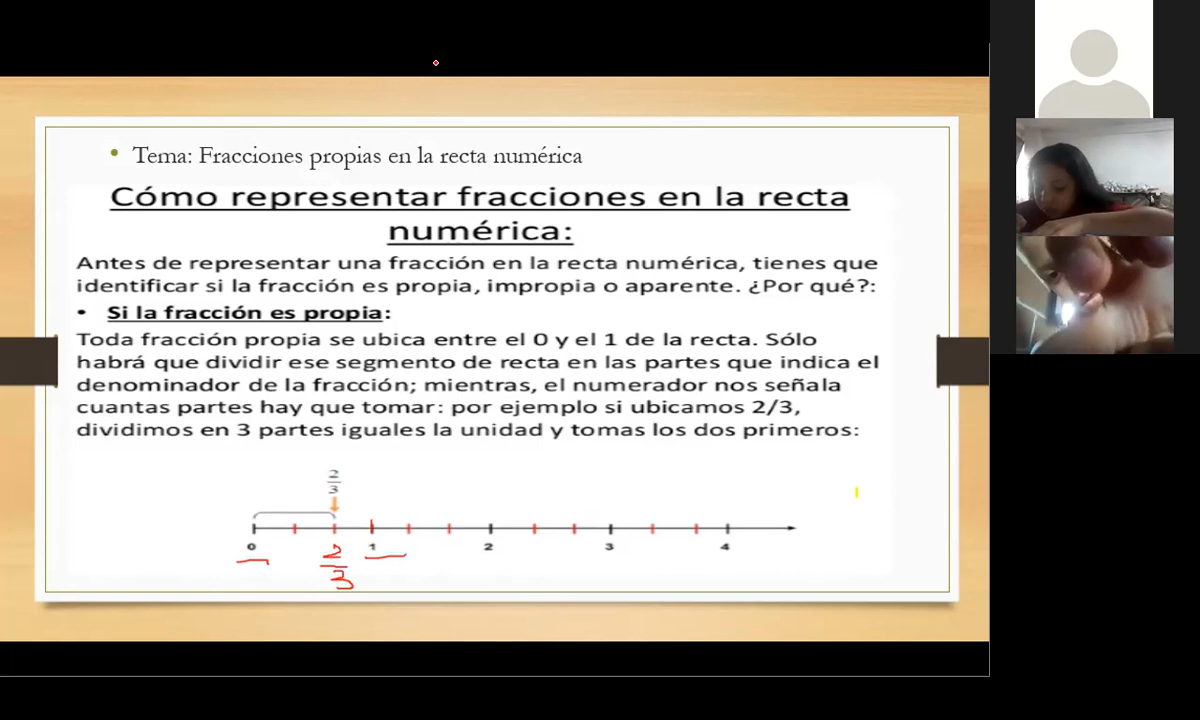 • Tema: Fracciones propias en la recta numérica
Cómo representar fracciones en la recta
numérica:
Antes de representar una fracción en la recta numérica, tienes que
identificar si la fracción es propia, impropia o aparente. ¿Por qué?:
• Si la fracción es propia:
Toda fracción propia se ubica entre el 0 y el 1 de la recta. Sólo
habrá que dividir ese segmento de recta en las partes que indica el
denominador de la fracción; mientras, el numerador nos señala
cuantas partes hay que tomar: por ejemplo si ubicamos 2/3,
dividimos en 3 partes iguales la unidad y tomas los dos primeros:
2
3
0 1 2 3 4
2
3